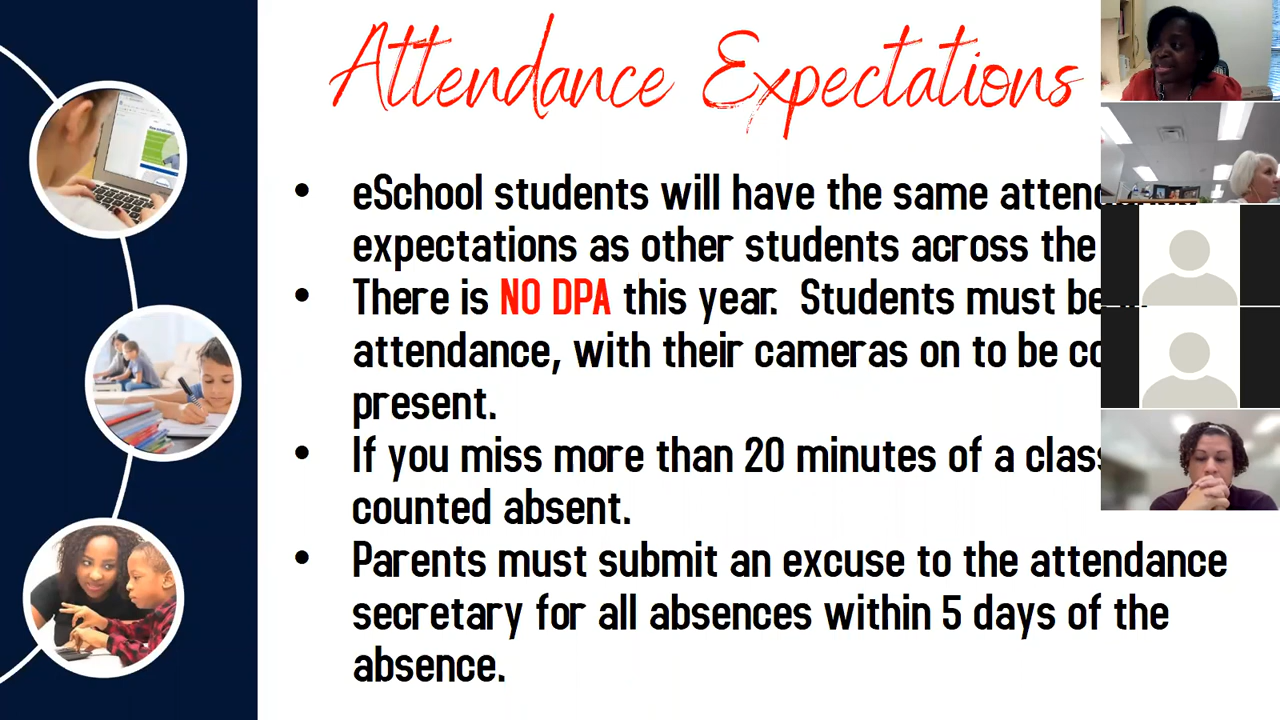 Attendance Expectations
• eSchool students will have the same
expectations as other students across the
• There is NO DPA this year. Students must be
attendance, with their cameras on to be
present.
• If you miss more than 20 minutes of a class
counted absent.
• Parents must submit an excuse to the attendance
secretary for all absences within 5 days of the
absence.